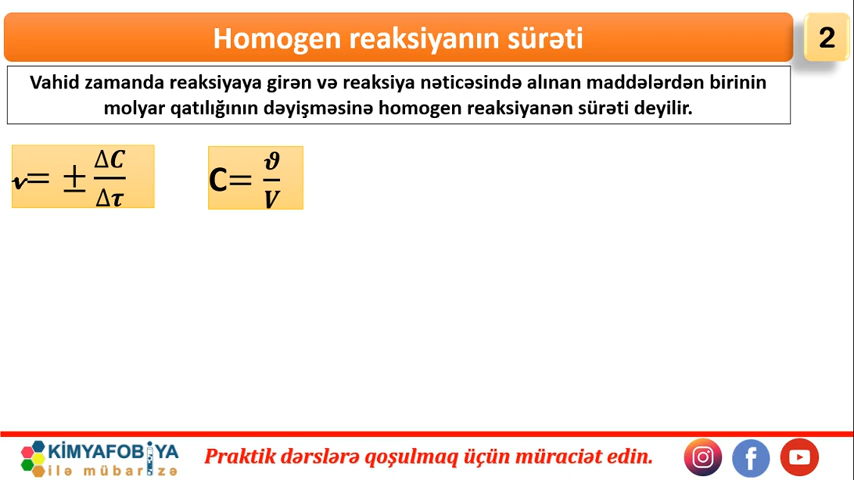 Homogen reaksiyanın sürəti
2
Vahid zamanda reaksiyaya girən və reaksiya nəticəsində alınan maddələrdən birinin
molyar qatılığının dəyişməsinə homogen reaksiyanən sürəti deyilir.
𝓋= ± ΔC/Δτ
C= ϑ/V
KİMYAFOBİYA
ilə mübarizə
Praktik dərslərə qoşulmaq üçün müraciət edin.